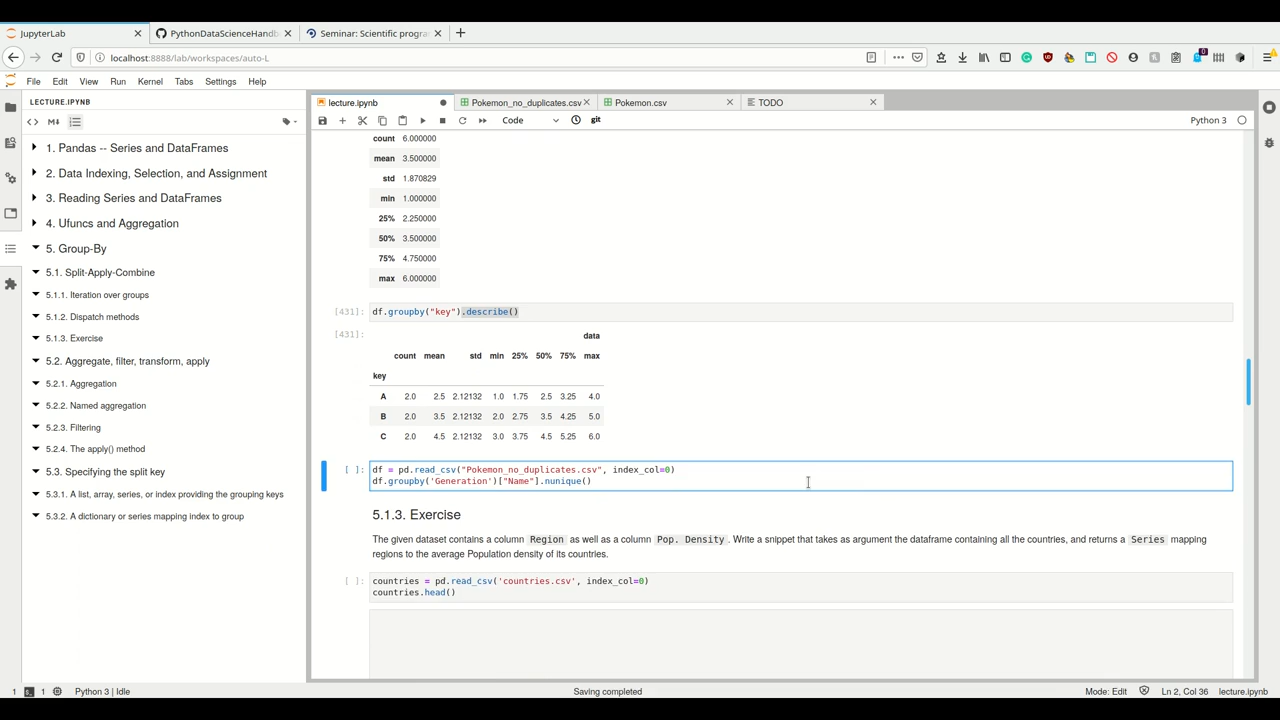 JupyterLab
PythonDataScienceHandb
Seminar: Scientific progra
localhost:8888/lab/workspaces/auto-L
0
File Edit View Run Kernel Tabs Settings Help
LECTURE.IPYNB
1. Pandas -- Series and DataFrames
2. Data Indexing, Selection, and Assignment
3. Reading Series and DataFrames
4. Ufuncs and Aggregation
5. Group-By
5.1. Split-Apply-Combine
5.1.1. Iteration over groups
5.1.2. Dispatch methods
5.1.3. Exercise
5.2. Aggregate, filter, transform, apply
5.2.1. Aggregation
5.2.2. Named aggregation
5.2.3. Filtering
5.2.4. The apply() method
5.3. Specifying the split key
5.3.1. A list, array, series, or index providing the grouping keys
5.3.2. A dictionary or series mapping index to group
lecture.ipynb
Pokemon_no_duplicates.csv
Pokemon.csv
TODO
Code
git
Python 3
count 6.000000
mean 3.500000
std 1.870829
min 1.000000
25% 2.250000
50% 3.500000
75% 4.750000
max 6.000000
[431]: df.groupby("key").describe()
[431]: data
count mean std min 25% 50% 75% max
key
A 2.0 2.5 2.12132 1.0 1.75 2.5 3.25 4.0
B 2.0 3.5 2.12132 2.0 2.75 3.5 4.25 5.0
C 2.0 4.5 2.12132 3.0 3.75 4.5 5.25 6.0
[ ]: df = pd.read_csv("Pokemon_no_duplicates.csv", index_col=0)
df.groupby('Generation')["Name"].nunique()
5.1.3. Exercise
The given dataset contains a column Region as well as a column Pop. Density . Write a snippet that takes as argument the dataframe containing all the countries, and returns a Series mapping
regions to the average Population density of its countries.
[ ]: countries = pd.read_csv('countries.csv', index_col=0)
countries.head()
1 1 Python 3 | Idle
Saving completed
Mode: Edit Ln 2, Col 36 lecture.ipynb